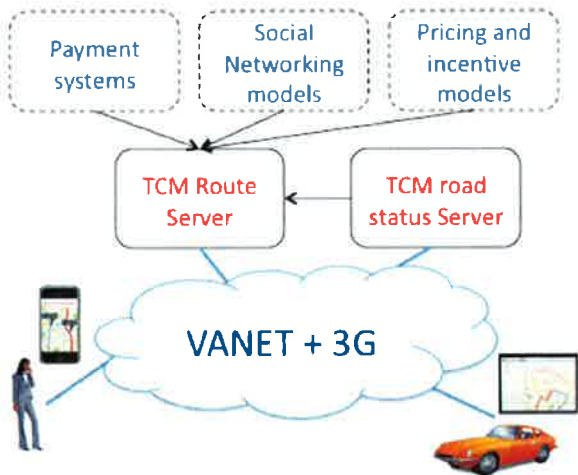 Payment
systems
Social
Networking
models
Pricing and
incentive
models
TCM Route
Server
TCM road
status Server
VANET + 3G